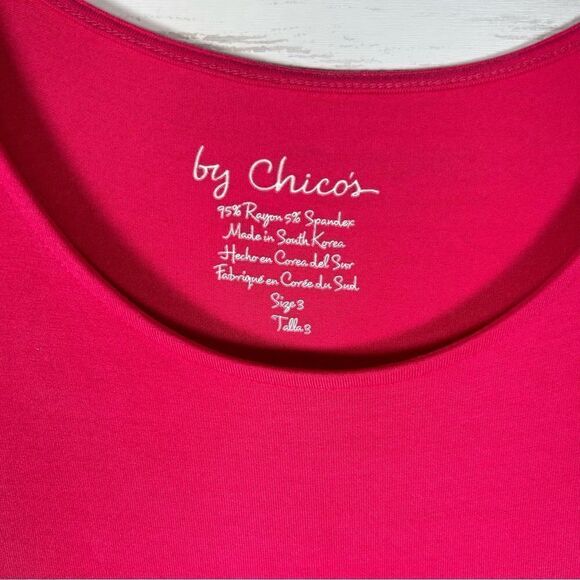 by Chico's
95% Rayon 5% Spandex
Made in South Korea
Hecho en Corea del Sur
Fabriqué en Corée du Sud
Size 3
Talla 3